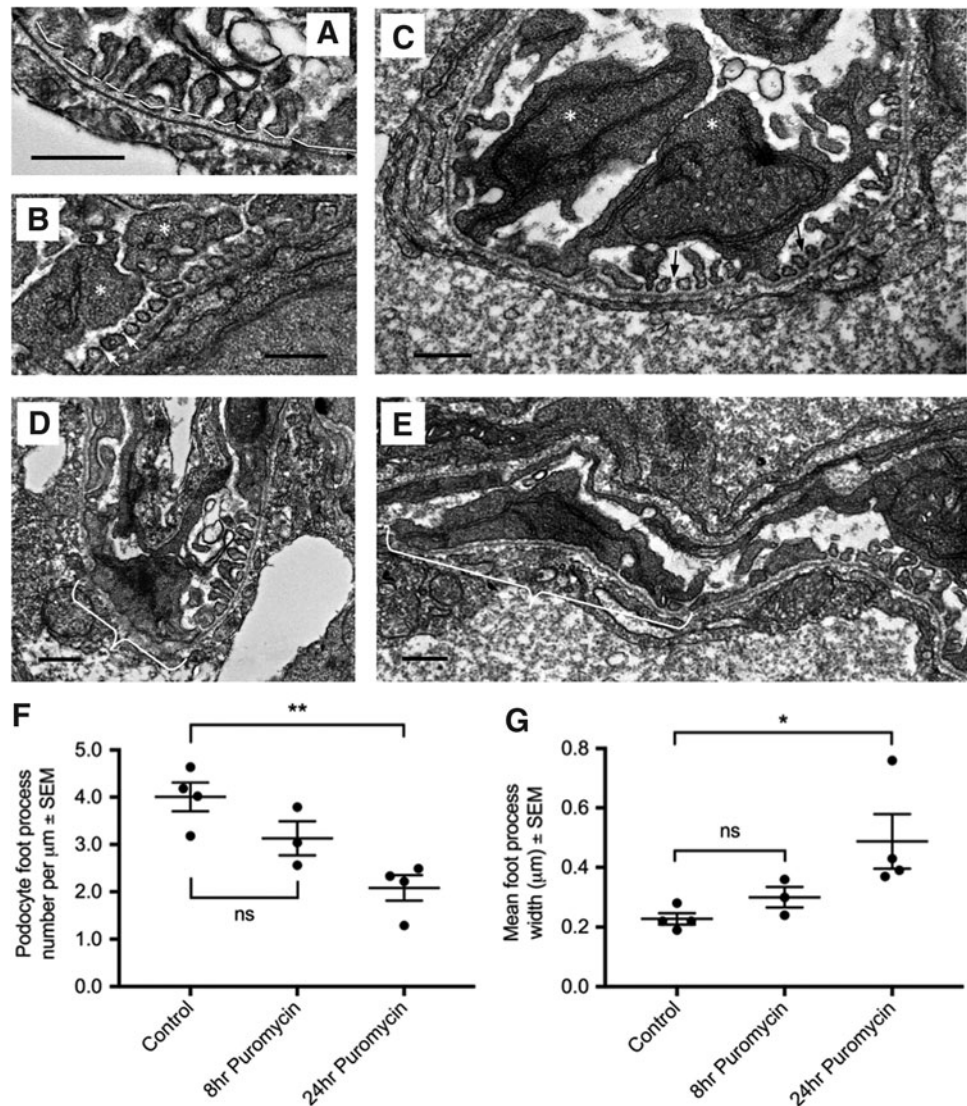 A
B
C
D
E
F
**
Podocyte foot process
number per μm ± SEM
5.0
4.0
3.0
2.0
1.0
0.0
ns
Control
8hr Puromycin
24hr Puromycin
G
*
Mean foot process
width (μm) ± SEM
0.8
0.6
0.4
0.2
0.0
ns
Control
8hr Puromycin
24hr Puromycin